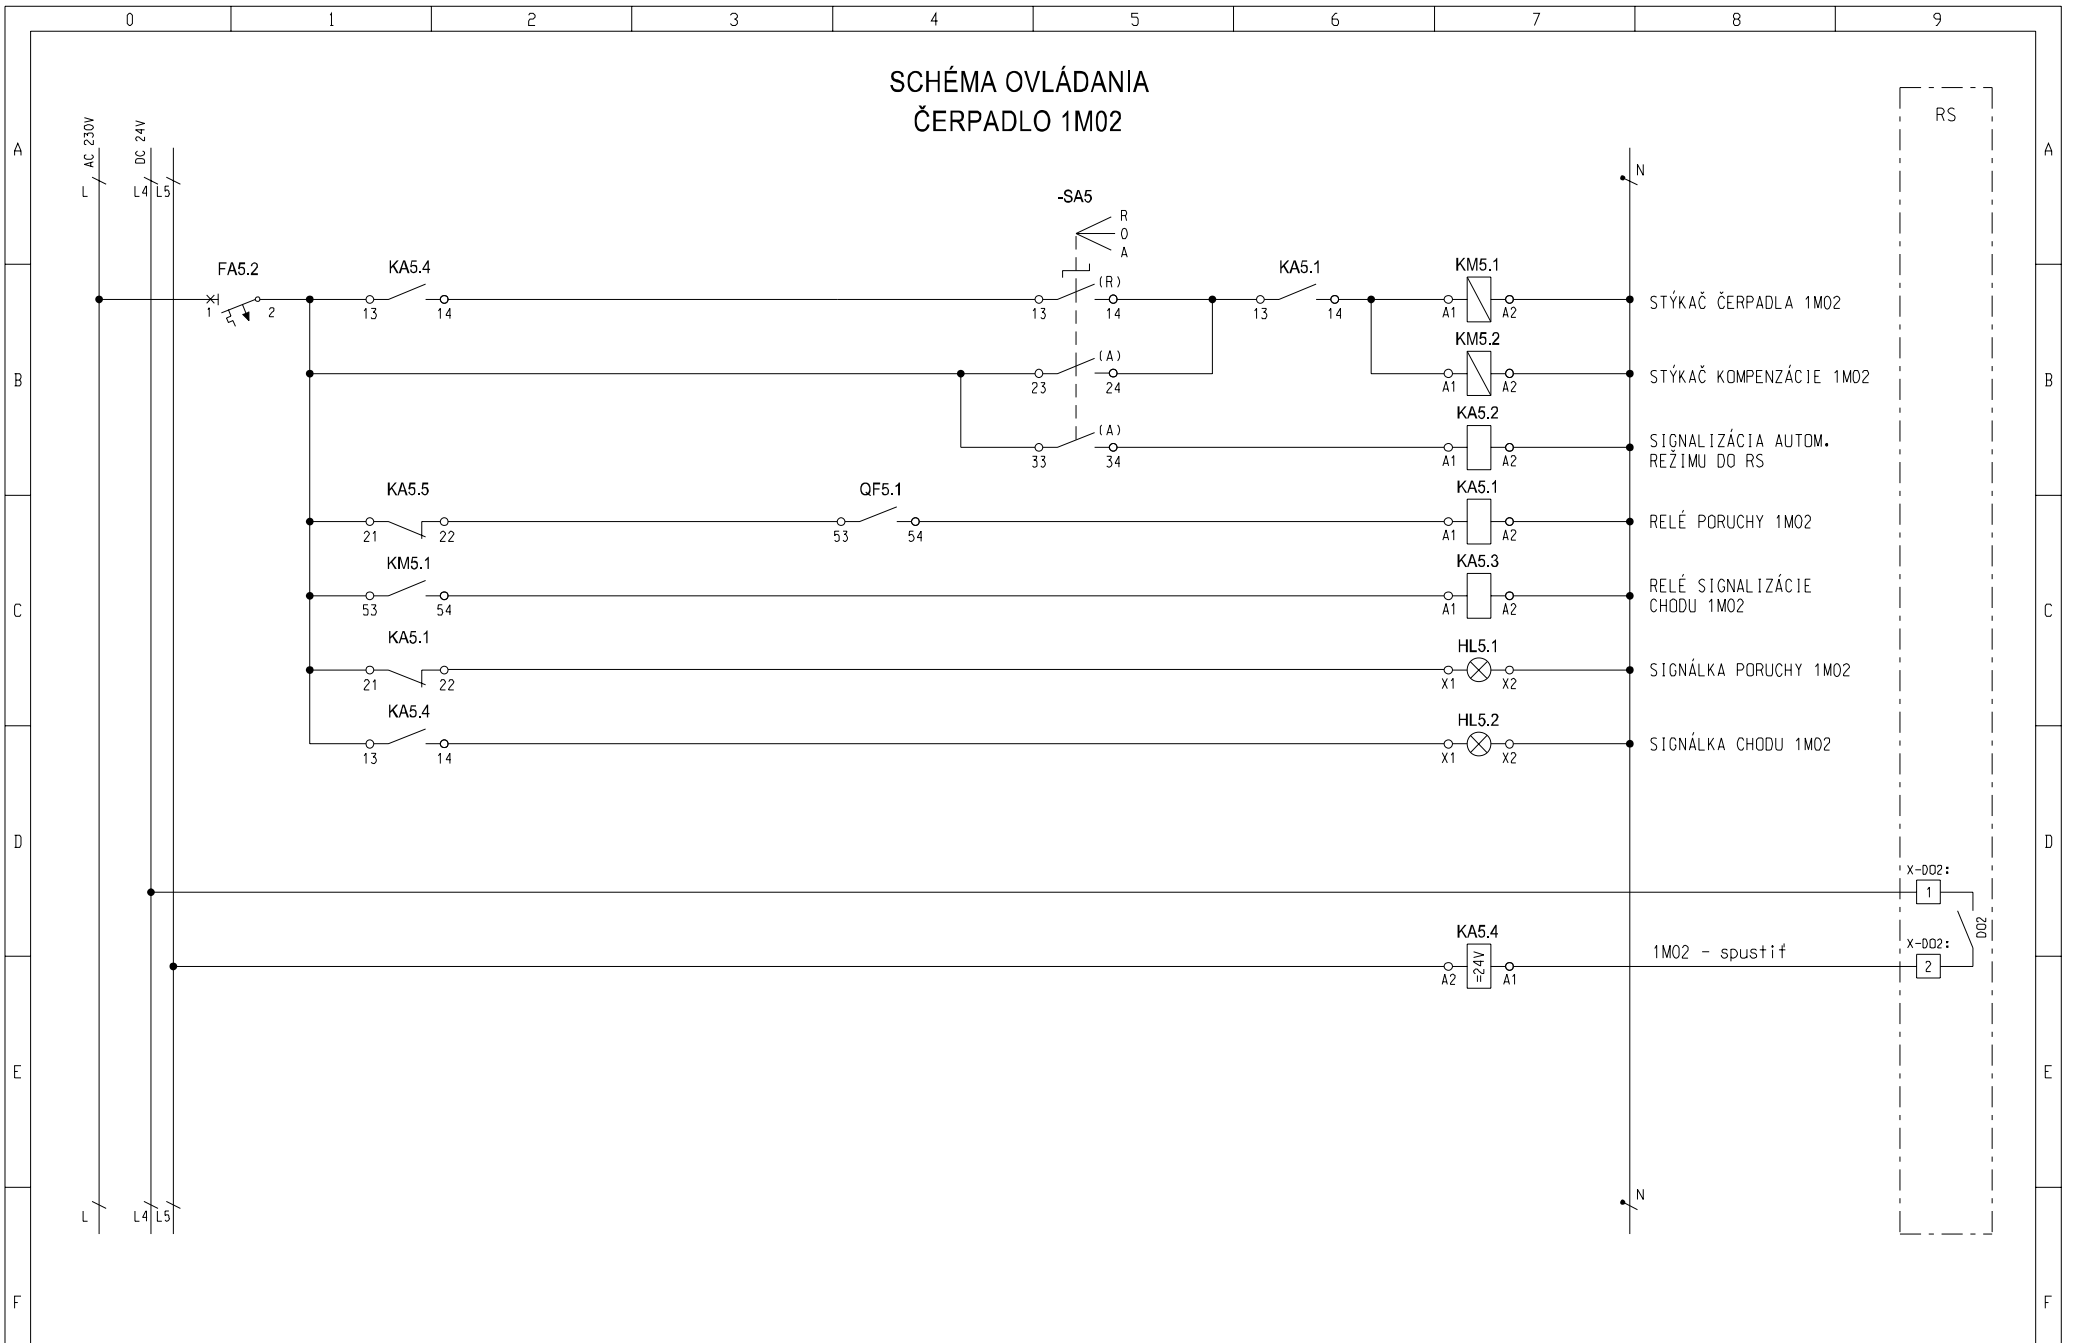 0 1 2 3 4 5 6 7 8 9
SCHÉMA OVLÁDANIA
ČERPADLO 1M02
RS
AC 230V
DC 24V
A A
L L4 L5 N
-SA5
R
O
A
FA5.2 KA5.4 KA5.1 KM5.1
(R)
1 2 13 14 13 14 13 14 A1 A2 STÝKAČ ČERPADLA 1M02
KM5.2
(A)
B 23 24 A1 A2 STÝKAČ KOMPENZÁCIE 1M02 B
KA5.2
(A)
33 34 A1 A2 SIGNALIZÁCIA AUTOM.
REŽIMU DO RS
KA5.5 QF5.1 KA5.1
21 22 53 54 A1 A2 RELÉ PORUCHY 1M02
KM5.1 KA5.3
C 53 54 A1 A2 RELÉ SIGNALIZÁCIE C
CHODU 1M02
KA5.1 HL5.1
21 22 X1 X2 SIGNÁLKA PORUCHY 1M02
KA5.4 HL5.2
13 14 X1 X2 SIGNÁLKA CHODU 1M02
D D
X-DO2:
1
DO2
KA5.4 1M02 - spustiť X-DO2:
A2 =24V A1 2
E E
L L4 L5 N
F F